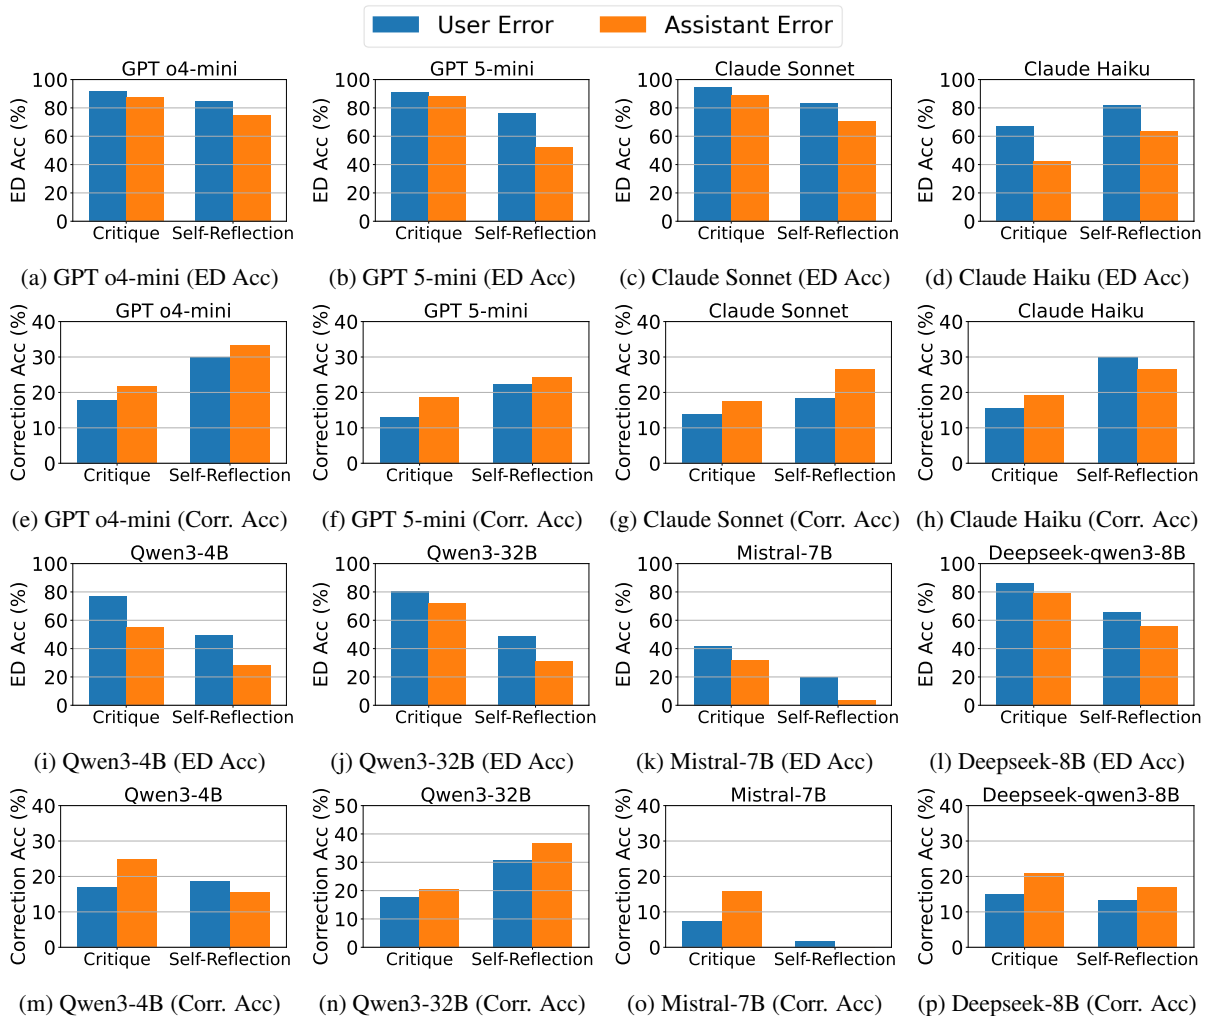 User Error Assistant Error
GPT o4-mini GPT 5-mini Claude Sonnet Claude Haiku
ED Acc (%) ED Acc (%) ED Acc (%) ED Acc (%)
100 100 100 100
80 80 80 80
60 60 60 60
40 40 40 40
20 20 20 20
0 0 0 0
Critique Self-Reflection Critique Self-Reflection Critique Self-Reflection Critique Self-Reflection
(a) GPT o4-mini (ED Acc) (b) GPT 5-mini (ED Acc) (c) Claude Sonnet (ED Acc) (d) Claude Haiku (ED Acc)
GPT o4-mini GPT 5-mini Claude Sonnet Claude Haiku
Correction Acc (%) Correction Acc (%) Correction Acc (%) Correction Acc (%)
40 40 40 40
30 30 30 30
20 20 20 20
10 10 10 10
0 0 0 0
Critique Self-Reflection Critique Self-Reflection Critique Self-Reflection Critique Self-Reflection
(e) GPT o4-mini (Corr. Acc) (f) GPT 5-mini (Corr. Acc) (g) Claude Sonnet (Corr. Acc) (h) Claude Haiku (Corr. Acc)
Qwen3-4B Qwen3-32B Mistral-7B Deepseek-qwen3-8B
ED Acc (%) ED Acc (%) ED Acc (%) ED Acc (%)
100 100 100 100
80 80 80 80
60 60 60 60
40 40 40 40
20 20 20 20
0 0 0 0
Critique Self-Reflection Critique Self-Reflection Critique Self-Reflection Critique Self-Reflection
(i) Qwen3-4B (ED Acc) (j) Qwen3-32B (ED Acc) (k) Mistral-7B (ED Acc) (l) Deepseek-8B (ED Acc)
Qwen3-4B Qwen3-32B Mistral-7B Deepseek-qwen3-8B
Correction Acc (%) Correction Acc (%) Correction Acc (%) Correction Acc (%)
40 50 40 40
30 40 30 30
20 30 20 20
10 20 10 10
0 10 0 0
0
Critique Self-Reflection Critique Self-Reflection Critique Self-Reflection Critique Self-Reflection
(m) Qwen3-4B (Corr. Acc) (n) Qwen3-32B (Corr. Acc) (o) Mistral-7B (Corr. Acc) (p) Deepseek-8B (Corr. Acc)